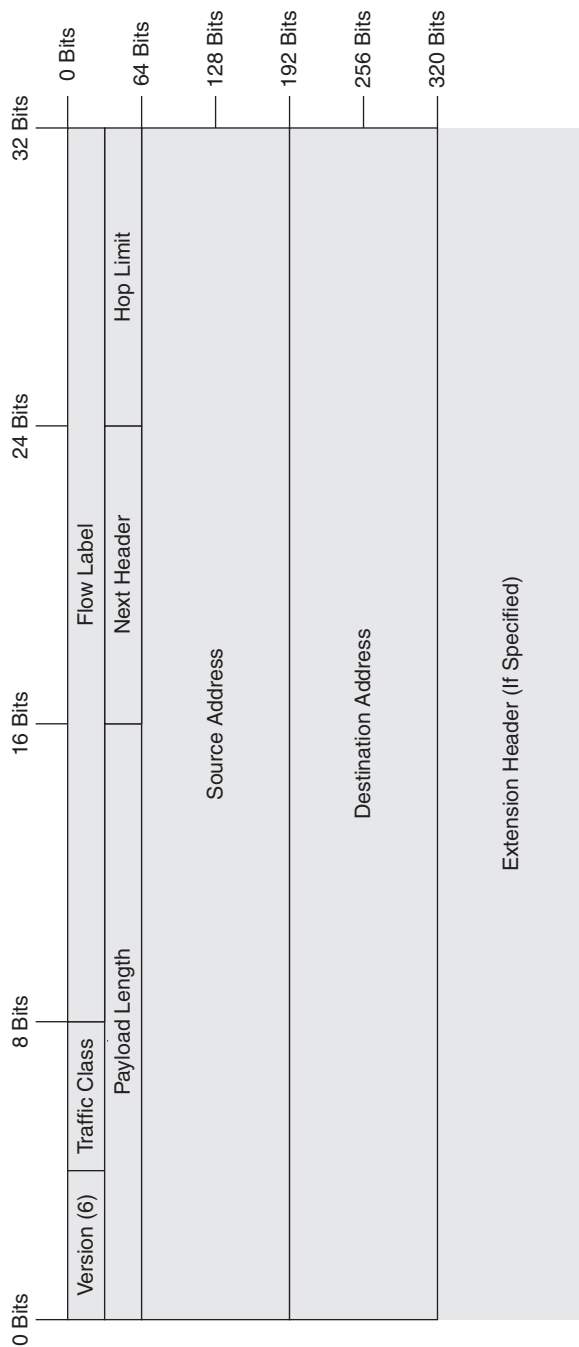 0 Bits
8 Bits
16 Bits
24 Bits
32 Bits
Version (6)
Traffic Class
Flow Label
0 Bits
Payload Length
Next Header
Hop Limit
64 Bits
Source Address
128 Bits
192 Bits
Destination Address
256 Bits
320 Bits
Extension Header (If Specified)